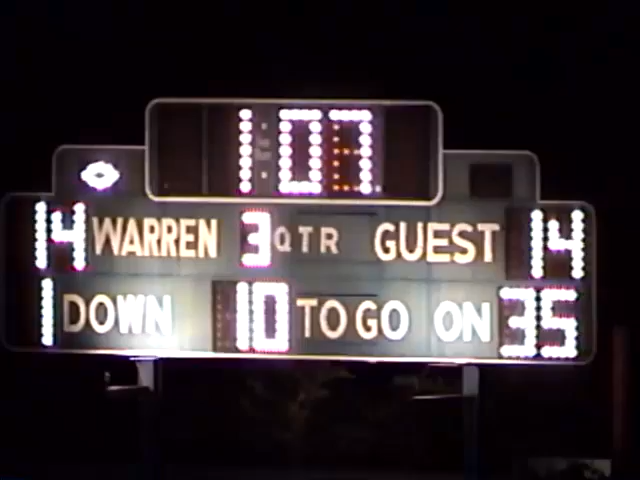 1 07
14 WARREN 3 QTR GUEST 14
1 DOWN 10 TO GO ON 35